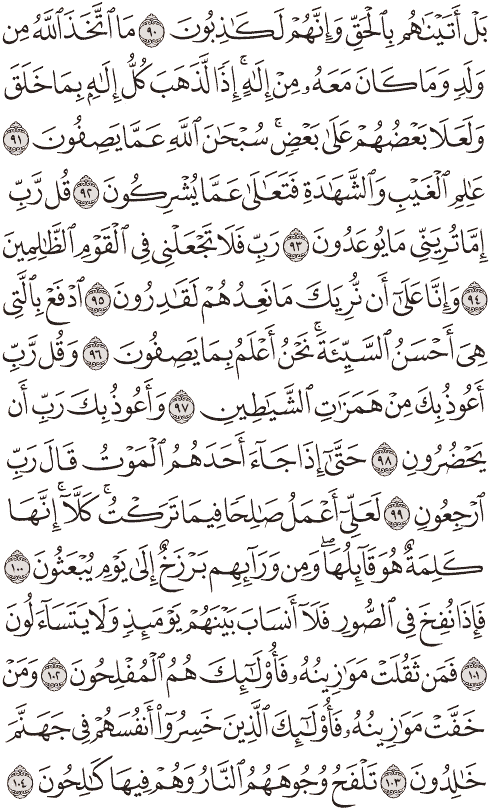 بَلْ أَتَيْنَٰهُم بِٱلْحَقِّ وَإِنَّهُمْ لَكَٰذِبُونَ ٩٠ مَا ٱتَّخَذَ ٱللَّهُ مِن
وَلَدٍ وَمَا كَانَ مَعَهُۥ مِنْ إِلَٰهٍ ۚ إِذًا لَّذَهَبَ كُلُّ إِلَٰهٍۭ بِمَا خَلَقَ
وَلَعَلَا بَعْضُهُمْ عَلَىٰ بَعْضٍ ۚ سُبْحَٰنَ ٱللَّهِ عَمَّا يَصِفُونَ ٩١
عَٰلِمِ ٱلْغَيْبِ وَٱلشَّهَٰدَةِ فَتَعَٰلَىٰ عَمَّا يُشْرِكُونَ ٩٢ قُل رَّبِّ
إِمَّا تُرِيَنِّى مَا يُوعَدُونَ ٩٣ رَبِّ فَلَا تَجْعَلْنِى فِى ٱلْقَوْمِ ٱلظَّٰلِمِينَ
٩٤ وَإِنَّا عَلَىٰٓ أَن نُّرِيَكَ مَا نَعِدُهُمْ لَقَٰدِرُونَ ٩٥ ٱدْفَعْ بِٱلَّتِى
هِىَ أَحْسَنُ ٱلسَّيِّئَةَ ۚ نَحْنُ أَعْلَمُ بِمَا يَصِفُونَ ٩٦ وَقُل رَّبِّ
أَعُوذُ بِكَ مِنْ هَمَزَٰتِ ٱلشَّيَٰطِينِ ٩٧ وَأَعُوذُ بِكَ رَبِّ أَن
يَحْضُرُونِ ٩٨ حَتَّىٰٓ إِذَا جَآءَ أَحَدَهُمُ ٱلْمَوْتُ قَالَ رَبِّ
ٱرْجِعُونِ ٩٩ لَعَلِّىٓ أَعْمَلُ صَٰلِحًا فِيمَا تَرَكْتُ ۚ كَلَّآ ۚ إِنَّهَا
كَلِمَةٌ هُوَ قَآئِلُهَا ۖ وَمِن وَرَآئِهِم بَرْزَخٌ إِلَىٰ يَوْمِ يُبْعَثُونَ ١٠٠
فَإِذَا نُفِخَ فِى ٱلصُّورِ فَلَآ أَنسَابَ بَيْنَهُمْ يَوْمَئِذٍ وَلَا يَتَسَآءَلُونَ
١٠١ فَمَن ثَقُلَتْ مَوَٰزِينُهُۥ فَأُو۟لَٰٓئِكَ هُمُ ٱلْمُفْلِحُونَ ١٠٢ وَمَنْ
خَفَّتْ مَوَٰزِينُهُۥ فَأُو۟لَٰٓئِكَ ٱلَّذِينَ خَسِرُوٓا۟ أَنفُسَهُمْ فِى جَهَنَّمَ
خَٰلِدُونَ ١٠٣ تَلْفَحُ وُجُوهَهُمُ ٱلنَّارُ وَهُمْ فِيهَا كَٰلِحُونَ ١٠٤